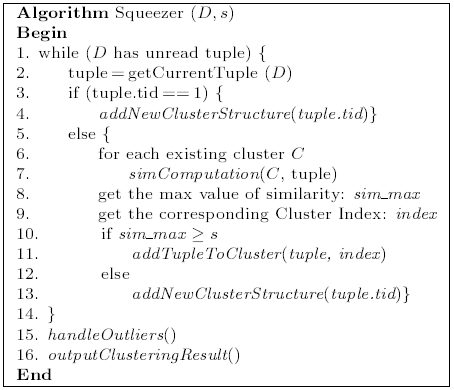 Algorithm Squeezer (D, s)
Begin
1. while (D has unread tuple) {
2. tuple = getCurrentTuple (D)
3. if (tuple.tid == 1) {
4. addNewClusterStructure(tuple.tid)}
5. else {
6. for each existing cluster C
7. simComputation(C, tuple)
8. get the max value of similarity: sim_max
9. get the corresponding Cluster Index: index
10. if sim_max ≥ s
11. addTupleToCluster(tuple, index)
12. else
13. addNewClusterStructure(tuple.tid)}
14. }
15. handleOutliers()
16. outputClusteringResult()
End